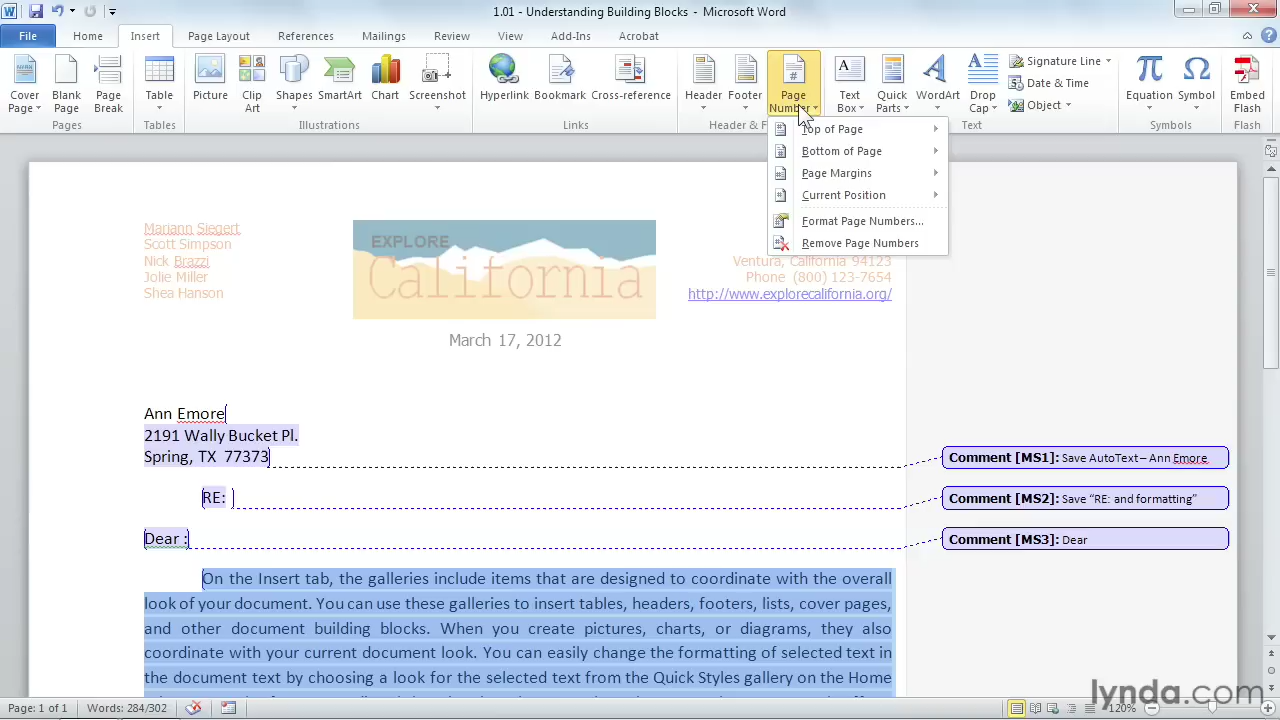 1.01 - Understanding Building Blocks - Microsoft Word
File Home Insert Page Layout References Mailings Review View Add-Ins Acrobat
Cover Page
Blank Page
Page Break
Table
Picture
Clip Art
Shapes
SmartArt
Chart
Screenshot
Hyperlink
Bookmark
Cross-reference
Header
Footer
Page Number
Text Box
Quick Parts
WordArt
Drop Cap
Signature Line
Date & Time
Object
Equation
Symbol
Embed Flash
Pages Tables Illustrations Links Header & F Text Symbols Flash
Top of Page
Bottom of Page
Page Margins
Current Position
Format Page Numbers...
Remove Page Numbers
Mariann Siegert
Scott Simpson
Nick Brazzi
Jolie Miller
Shea Hanson
EXPLORE
California
Ventura, California 94123
Phone (800) 123-7654
http://www.explorecalifornia.org/
March 17, 2012
Ann Emore
2191 Wally Bucket Pl.
Spring, TX 77373
Comment [MS1]: Save AutoText – Ann Emore
RE:
Comment [MS2]: Save “RE: and formatting”
Dear :
Comment [MS3]: Dear
On the Insert tab, the galleries include items that are designed to coordinate with the overall
look of your document. You can use these galleries to insert tables, headers, footers, lists, cover pages,
and other document building blocks. When you create pictures, charts, or diagrams, they also
coordinate with your current document look. You can easily change the formatting of selected text in
the document text by choosing a look for the selected text from the Quick Styles gallery on the Home
Page: 1 of 1 Words: 284/302 120%
lynda.com